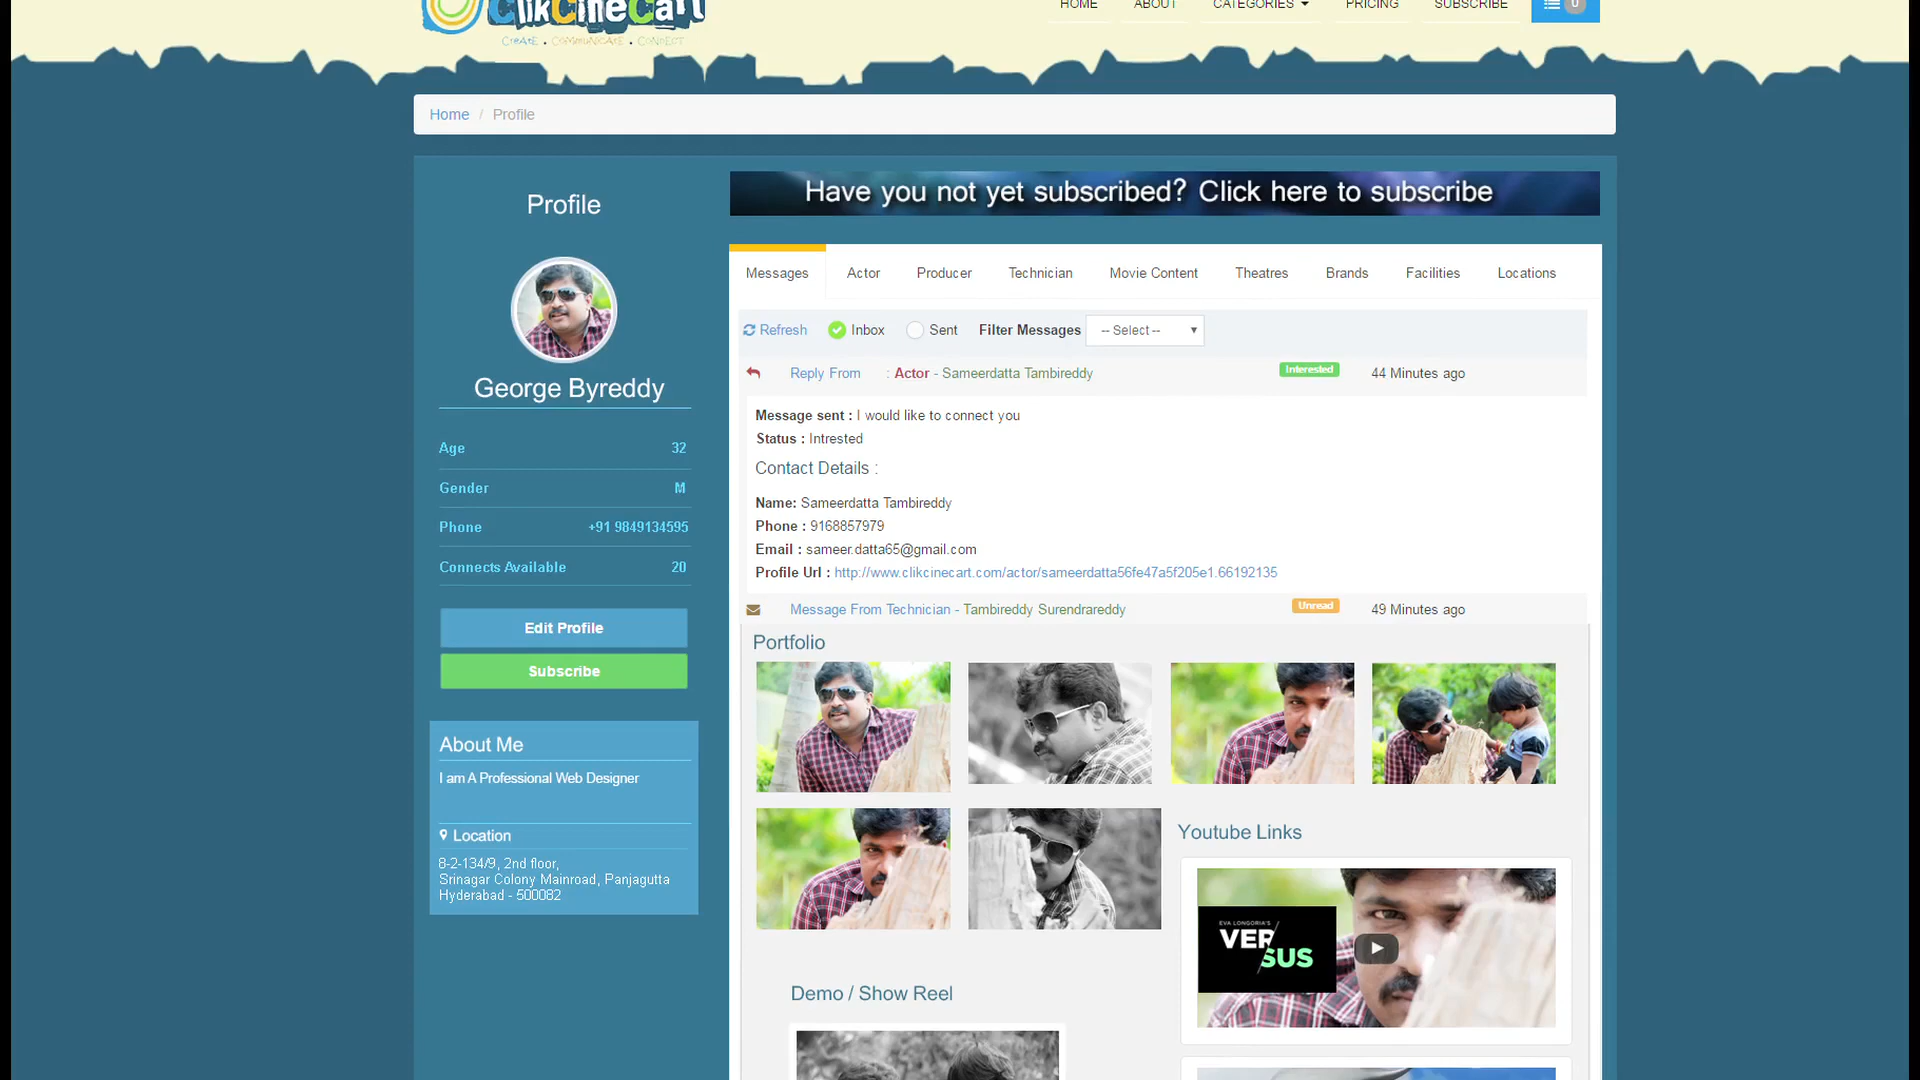 ClikCineCart
CreatE . COMMUNICATE . CONNECT
HOME ABOUT CATEGORIES PRICING SUBSCRIBE 0
Home / Profile
Profile
George Byreddy
Age 32
Gender M
Phone +91 9849134595
Connects Available 20
Edit Profile
Subscribe
About Me
I am A Professional Web Designer
Location
8-2-134/9, 2nd floor,
Srinagar Colony Mainroad, Panjagutta
Hyderabad - 500082
Have you not yet subscribed? Click here to subscribe
Messages Actor Producer Technician Movie Content Theatres Brands Facilities Locations
Refresh Inbox Sent Filter Messages -- Select --
Reply From : Actor - Sameerdatta Tambireddy Interested 44 Minutes ago
Message sent : I would like to connect you
Status : Intrested
Contact Details :
Name: Sameerdatta Tambireddy
Phone : 9168857979
Email : sameer.datta65@gmail.com
Profile Url : http://www.clikcinecart.com/actor/sameerdatta56fe47a5f205e1.66192135
Message From Technician - Tambireddy Surendrareddy Unread 49 Minutes ago
Portfolio
Youtube Links
EVA LONGORIA'S
VERSUS
Demo / Show Reel